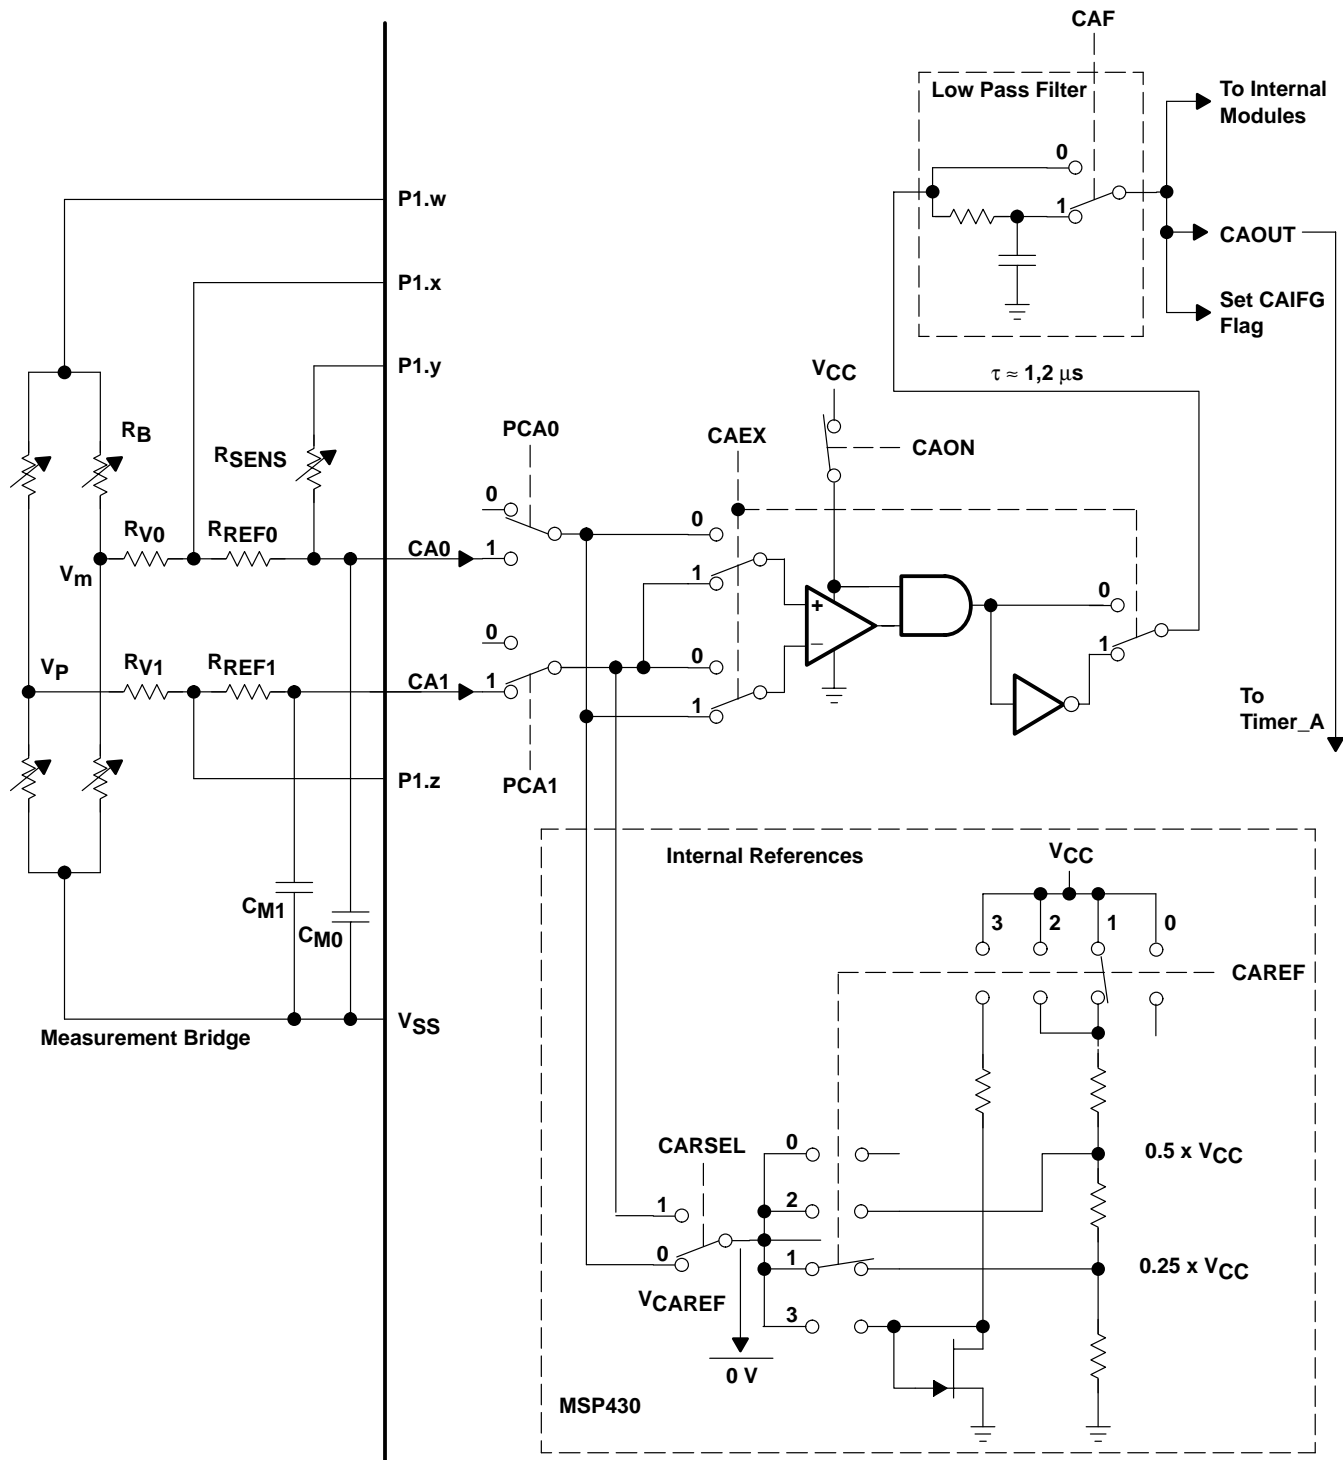 CAF
Low Pass Filter
To Internal
Modules
0
P1.w
1
CAOUT
P1.x
Set CAIFG
Flag
P1.y
VCC
τ ≈ 1,2 µs
RB
PCA0
CAEX
RSENS
CAON
0
0
RV0
RREF0
CA0
1
Vm
1
+
0
0
−
VP
RV1
RREF1
0
1
CA1
1
1
To
Timer_A
P1.z
PCA1
Internal References
VCC
CM1
3
2
1
0
CM0
CAREF
VSS
Measurement Bridge
CARSEL
0
0.5 x VCC
1
2
0
1
0.25 x VCC
VCAREF
3
0 V
MSP430